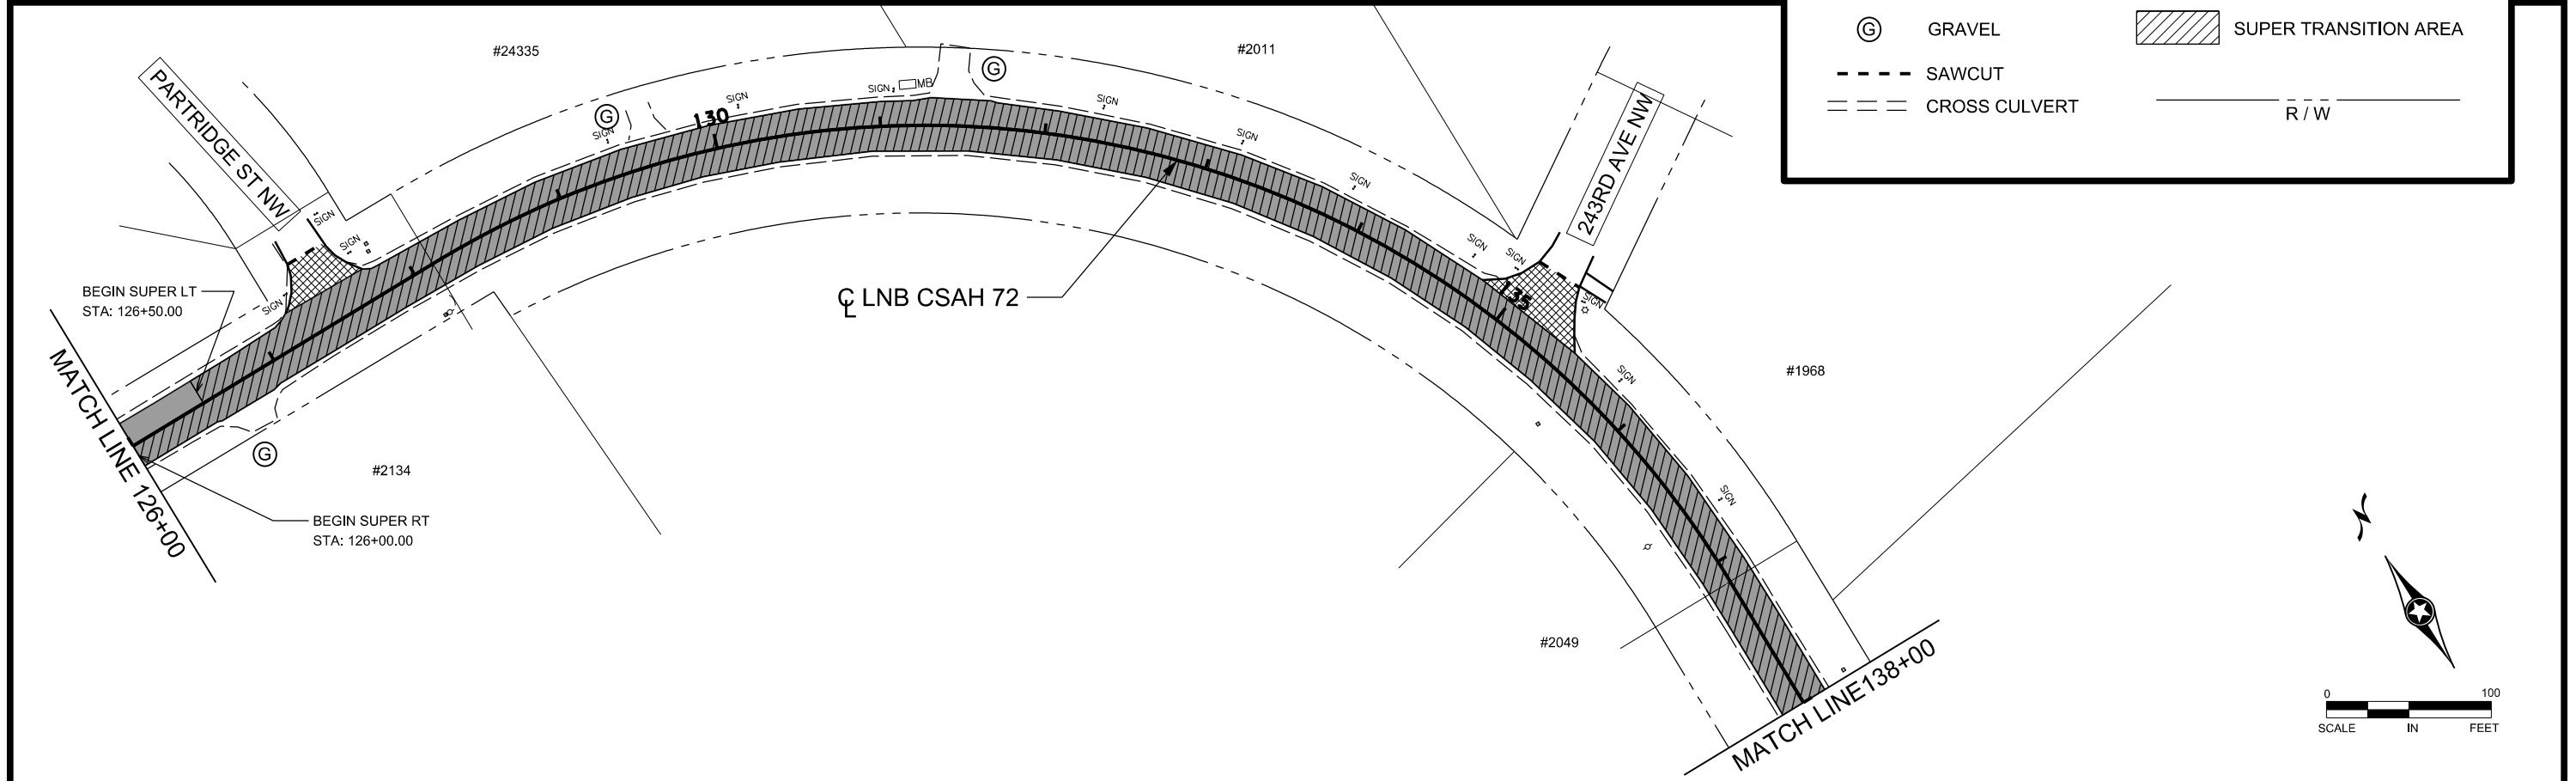 G GRAVEL
SUPER TRANSITION AREA
SAWCUT
CROSS CULVERT
R / W
#24335
#2011
PARTRIDGE ST NW
243RD AVE NW
G
G
SIGN
MB
SIGN
SIGN
130
SIGN
SIGN
SIGN
SIGN
SIGN
SIGN
SIGN
SIGN
SIGN
135
SIGN
SIGN
SIGN
BEGIN SUPER LT
STA: 126+50.00
℄ LNB CSAH 72
#1968
MATCH LINE 126+00
G
#2134
BEGIN SUPER RT
STA: 126+00.00
#2049
MATCH LINE138+00
0 100
SCALE IN FEET